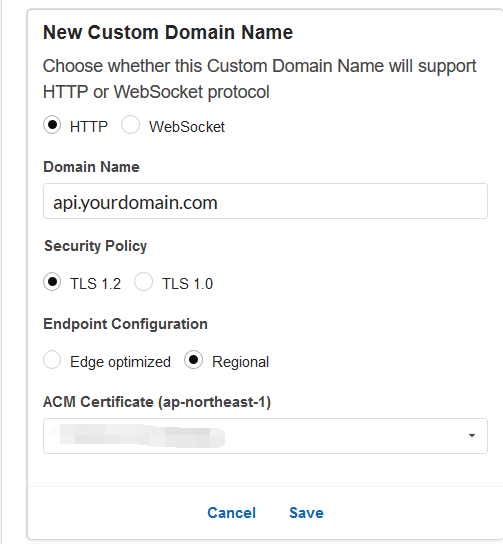 New Custom Domain Name
Choose whether this Custom Domain Name will support
HTTP or WebSocket protocol
HTTP WebSocket
Domain Name
api.yourdomain.com
Security Policy
TLS 1.2 TLS 1.0
Endpoint Configuration
Edge optimized Regional
ACM Certificate (ap-northeast-1)
Cancel Save